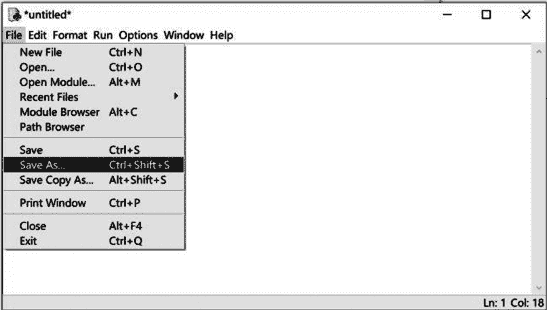 *untitled*
File Edit Format Run Options Window Help
New File Ctrl+N
Open... Ctrl+O
Open Module... Alt+M
Recent Files
Module Browser Alt+C
Path Browser
Save Ctrl+S
Save As... Ctrl+Shift+S
Save Copy As... Alt+Shift+S
Print Window Ctrl+P
Close Alt+F4
Exit Ctrl+Q
Ln: 1 Col: 18